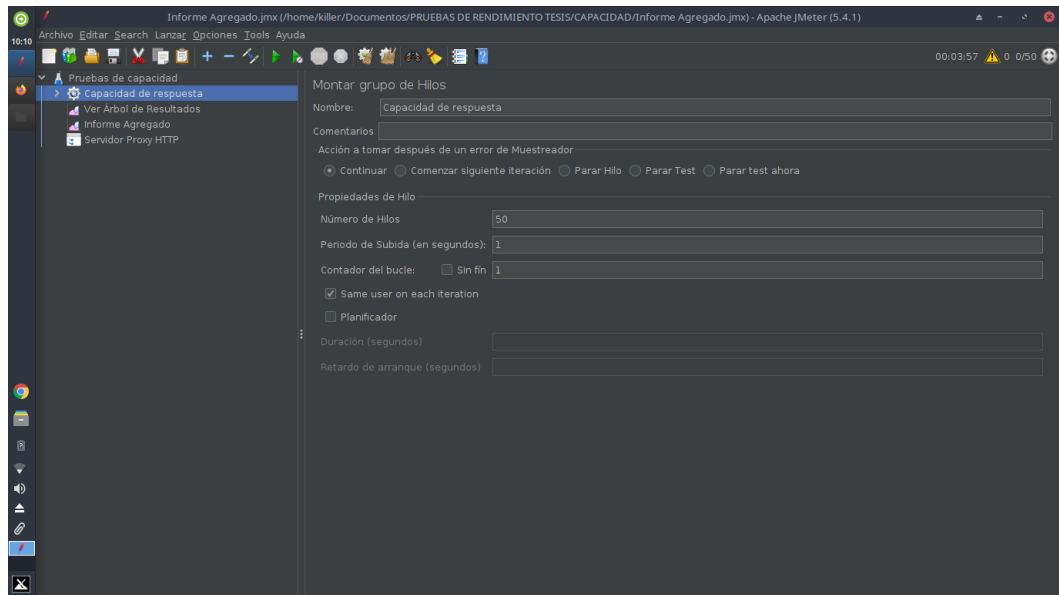 Informe Agregado.jmx (/home/killer/Documentos/PRUEBAS DE RENDIMIENTO TESIS/CAPACIDAD/Informe Agregado.jmx) - Apache JMeter (5.4.1)
10:10
Archivo Editar Search Lanzar Opciones Tools Ayuda
00:03:57 0 0/50
Pruebas de capacidad
Capacidad de respuesta
Ver Árbol de Resultados
Informe Agregado
Servidor Proxy HTTP
Montar grupo de Hilos
Nombre: Capacidad de respuesta
Comentarios
Acción a tomar después de un error de Muestreador
Continuar Comenzar siguiente iteración Parar Hilo Parar Test Parar test ahora
Propiedades de Hilo
Número de Hilos 50
Periodo de Subida (en segundos): 1
Contador del bucle: Sin fín 1
Same user on each iteration
Planificador
Duración (segundos)
Retardo de arranque (segundos)